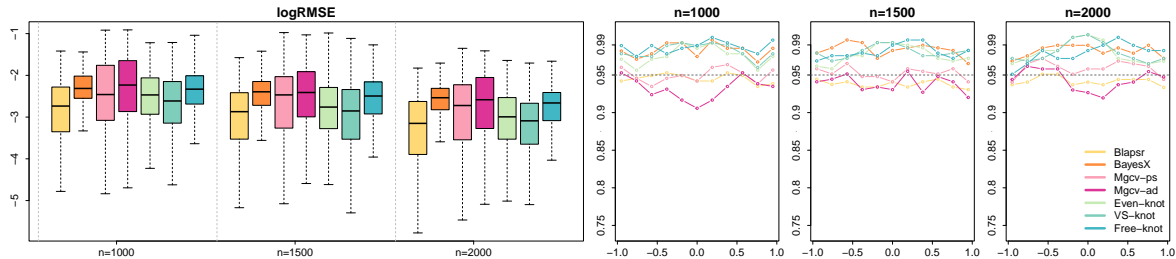 logRMSE
-1
-2
-3
-4
-5
n=1000
n=1500
n=2000
n=1000
0.99
0.95
0.9
0.85
0.8
0.75
-1.0
-0.5
0.0
0.5
1.0
n=1500
0.99
0.95
0.9
0.85
0.8
0.75
-1.0
-0.5
0.0
0.5
1.0
n=2000
0.99
0.95
0.9
0.85
0.8
0.75
Blapsr
BayesX
Mgcv-ps
Mgcv-ad
Even-knot
VS-knot
Free-knot
-1.0
-0.5
0.0
0.5
1.0